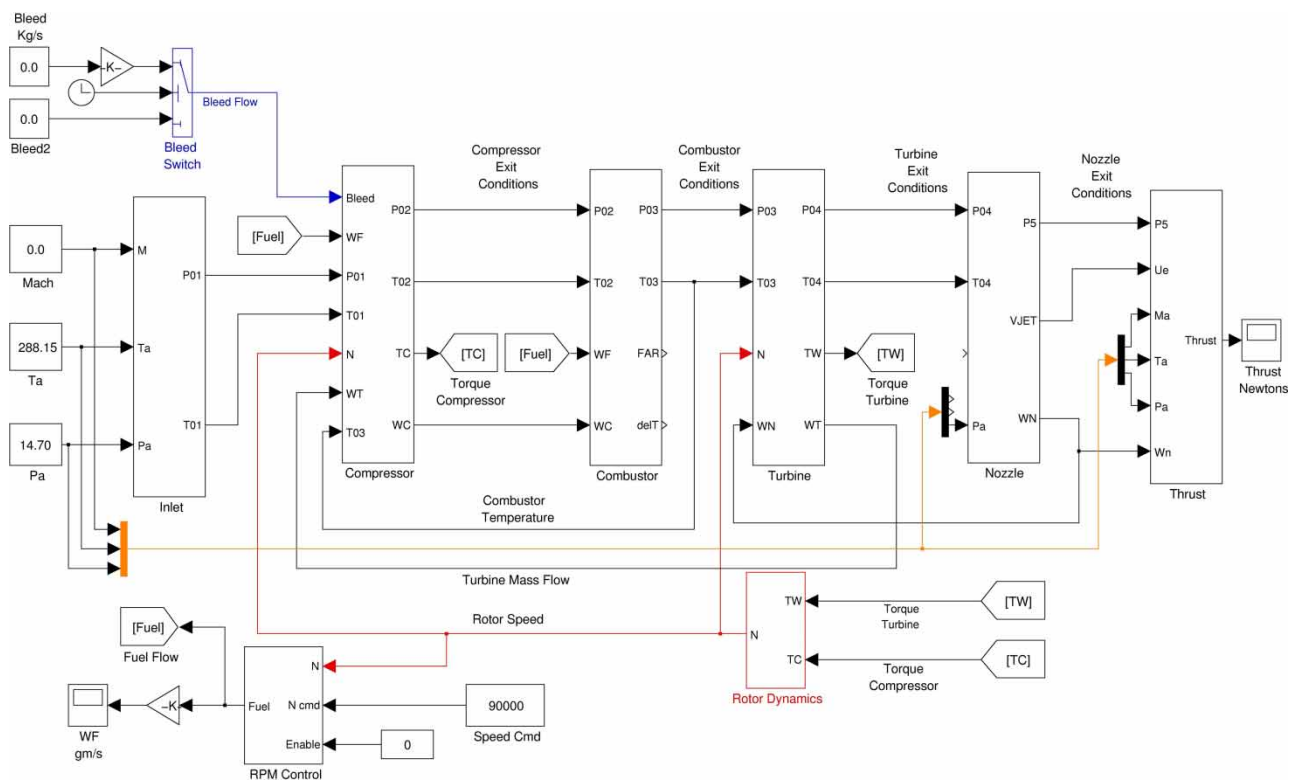 Bleed
Kg/s
0.0
-K-
0.0
Bleed2
Bleed Flow
Bleed
Switch
Mach
0.0
288.15
Ta
14.70
Pa
M
Ta
Pa
P01
T01
Inlet
[Fuel]
Bleed
WF
P01
T01
N
WT
T03
P02
T02
TC
WC
Compressor
Compressor
Exit
Conditions
[TC]
Torque
Compressor
[Fuel]
P02
T02
WF
WC
P03
T03
FAR
delT
Combustor
Combustor
Exit
Conditions
Combustor
Temperature
P03
T03
N
WN
P04
T04
TW
WT
Turbine
Turbine
Exit
Conditions
[TW]
Torque
Turbine
P04
T04
Pa
P5
VJET
WN
Nozzle
Nozzle
Exit
Conditions
P5
Ue
Ma
Ta
Pa
Wn
Thrust
Thrust
Thrust
Newtons
Turbine Mass Flow
Rotor Speed
TW
N
TC
Rotor Dynamics
Torque
Turbine
[TW]
Torque
Compressor
[TC]
[Fuel]
Fuel Flow
WF
gm/s
-K-
Fuel
N
N cmd
Enable
RPM Control
90000
Speed Cmd
0